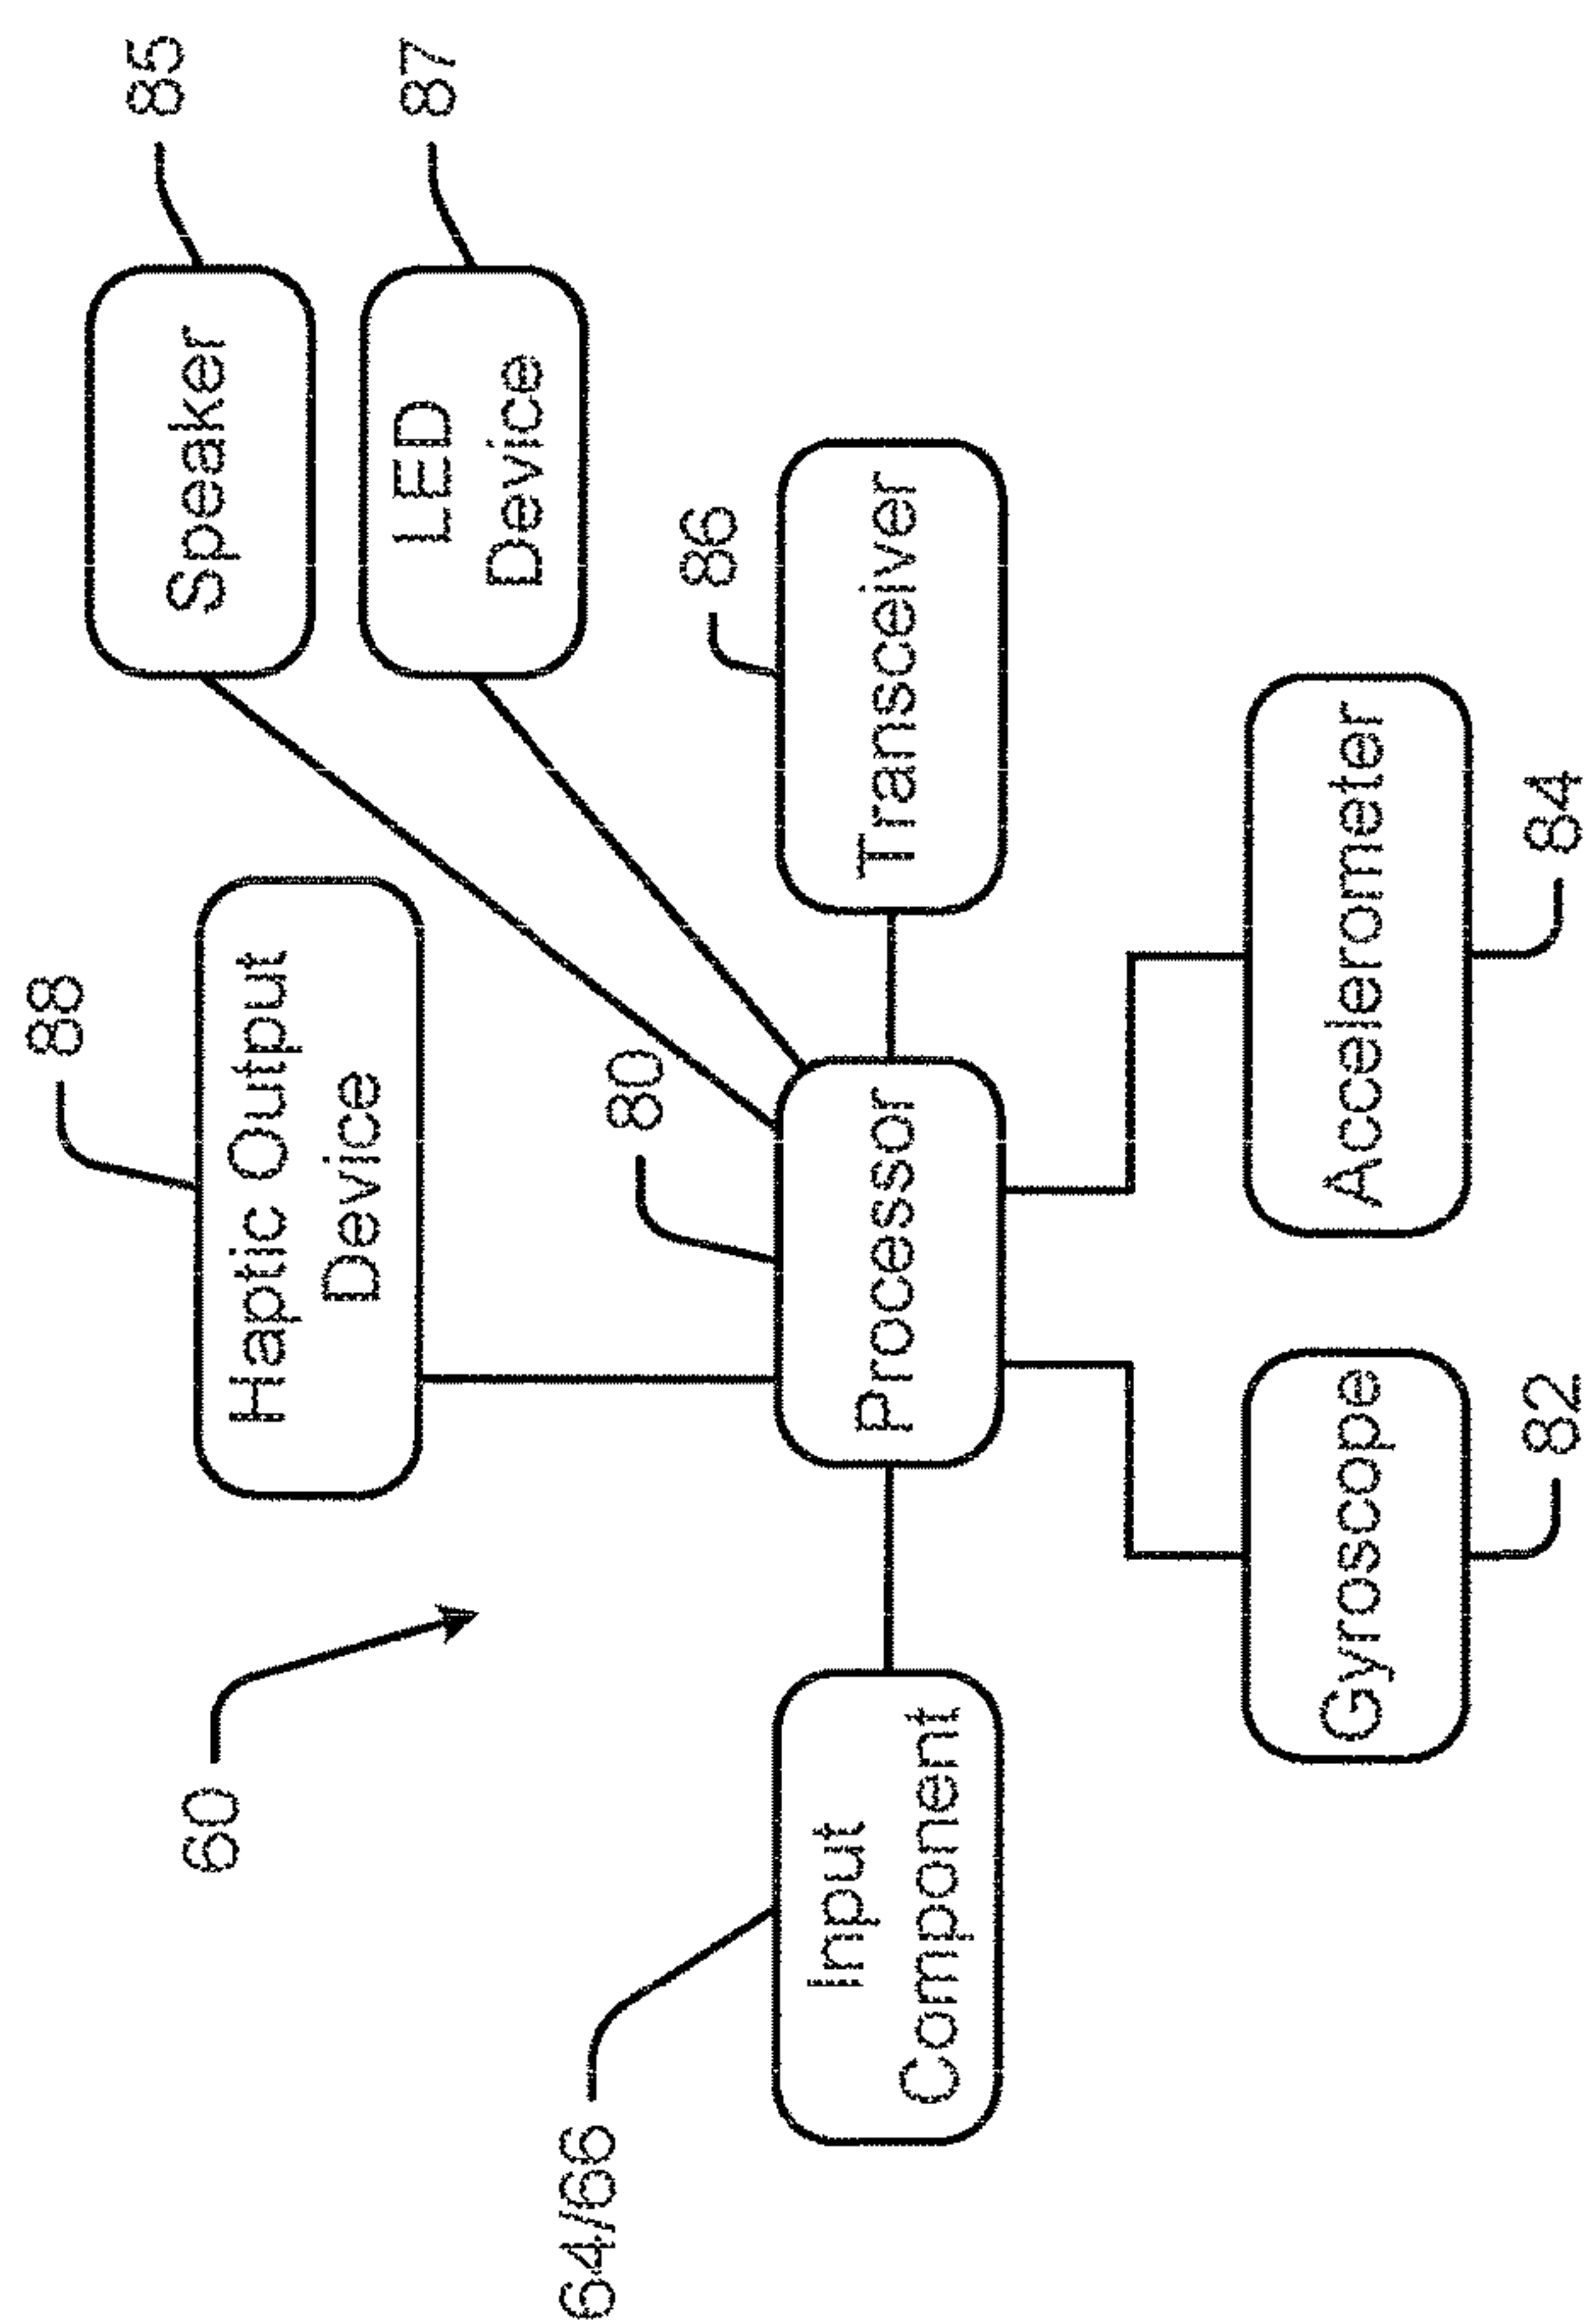 88
85
Speaker
Haptic Output
Device
87
60
LED
Device
80
86
64/66
Input
Component
Processor
Transceiver
Gyroscope
Accelerometer
82
84